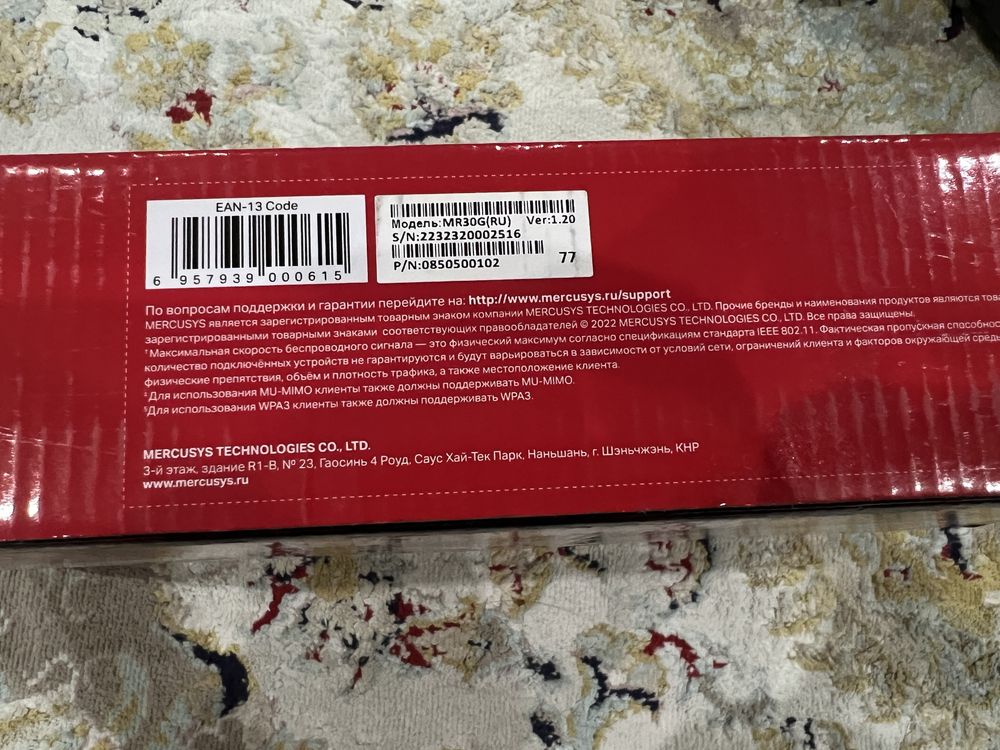 EAN-13 Code
6 957939 000615
Модель:MR30G(RU) Ver:1.20
S/N:2232320002516
P/N:0850500102
77
По вопросам поддержки и гарантии перейдите на: http://www.mercusys.ru/support
MERCUSYS является зарегистрированным товарным знаком компании MERCUSYS TECHNOLOGIES CO., LTD. Прочие бренды и наименования продуктов являются
зарегистрированными товарными знаками соответствующих правообладателей © 2022 MERCUSYS TECHNOLOGIES CO., LTD. Все права защищены.
Максимальная скорость беспроводного сигнала — это физический максимум согласно спецификациям стандарта IEEE 802.11. Фактическая пропускная
количество подключённых устройств не гарантируются и будут варьироваться в зависимости от условий сети, ограничений клиента и факторов окружающей
физические препятствия, объём и плотность трафика, а также местоположение клиента.
Для использования MU-MIMO клиенты также должны поддерживать MU-MIMO.
Для использования WPA3 клиенты также должны поддерживать WPA3.
MERCUSYS TECHNOLOGIES CO., LTD.
3-й этаж, здание R1-B, № 23, Гаосинь 4 Роуд, Саус Хай-Тек Парк, Наньшань, г. Шэньчжэнь, КНР
www.mercusys.ru